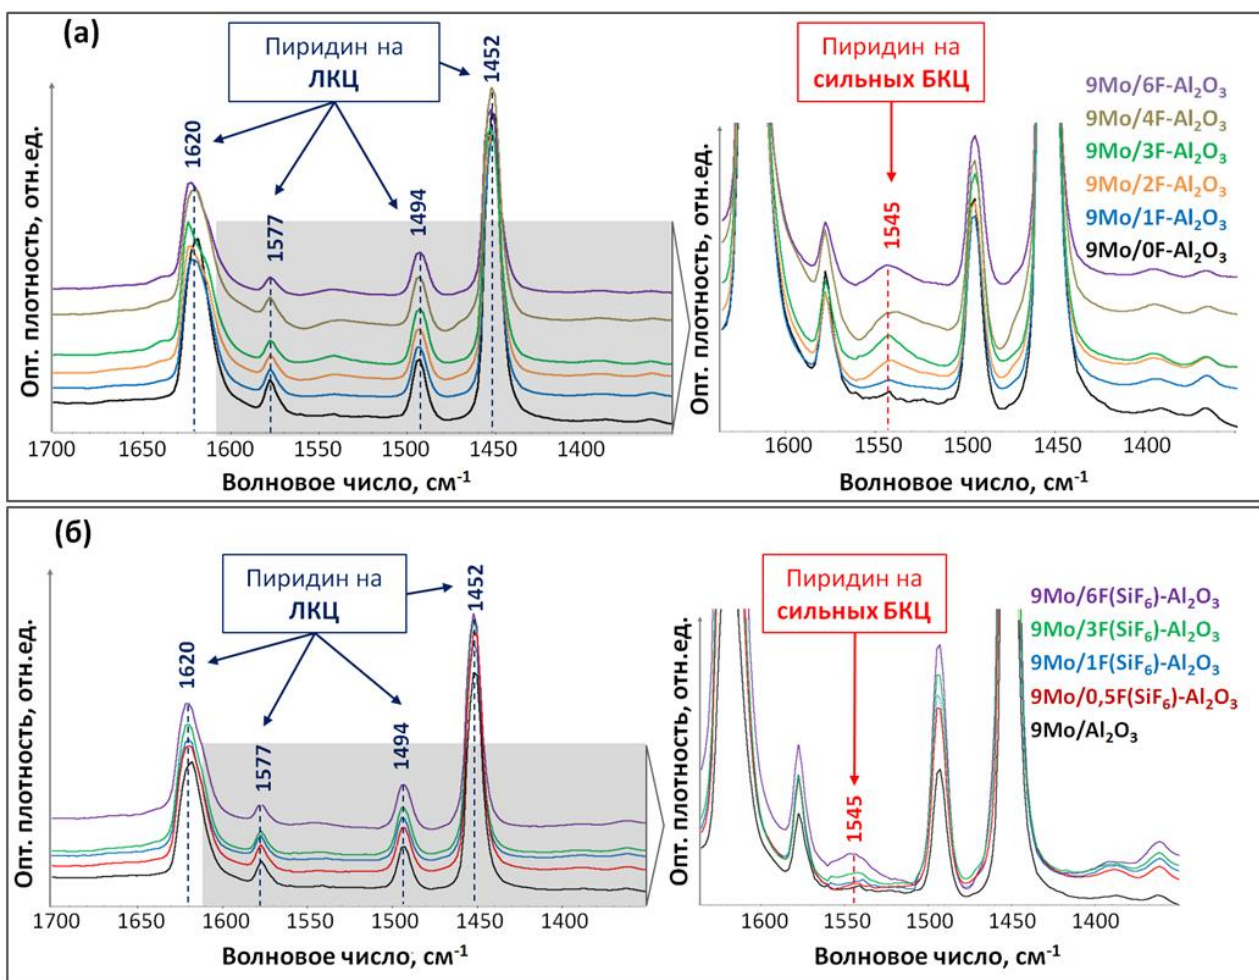 (а)
Пиридин на
ЛКЦ
1620
1577
1494
1452
Опт. плотность, отн.ед.
1700
1600
1550
1500
1450
1400
Волновое число, см-1
Пиридин на
сильных БКЦ
1545
Опт. плотность, отн.ед.
1600
1500
1400
Волновое число, см-1
9Mo/6F-Al2O3
9Mo/4F-Al2O3
9Mo/3F-Al2O3
9Mo/2F-Al2O3
9Mo/1F-Al2O3
9Mo/0F-Al2O3
(б)
Пиридин на
ЛКЦ
1620
1577
1494
1452
Опт. плотность, отн.ед.
1700
1600
1550
1500
1450
1400
Волновое число, см-1
Пиридин на
сильных БКЦ
1545
Опт. плотность, отн.ед.
1600
1550
1500
1450
1400
Волновое число, см-1
9Mo/6F(SiF6)-Al2O3
9Mo/3F(SiF6)-Al2O3
9Mo/1F(SiF6)-Al2O3
9Mo/0,5F(SiF6)-Al2O3
9Mo/Al2O3